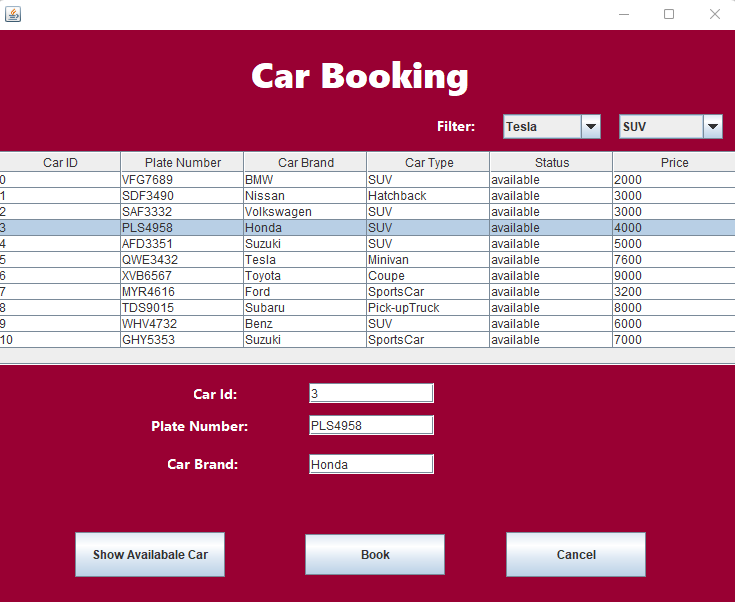 Car Booking
Filter: Tesla SUV
Car ID Plate Number Car Brand Car Type Status Price
0 VFG7689 BMW SUV available 2000
1 SDF3490 Nissan Hatchback available 3000
2 SAF3332 Volkswagen SUV available 3000
3 PLS4958 Honda SUV available 4000
4 AFD3351 Suzuki SUV available 5000
5 QWE3432 Tesla Minivan available 7600
6 XVB6567 Toyota Coupe available 9000
7 MYR4616 Ford SportsCar available 3200
8 TDS9015 Subaru Pick-upTruck available 8000
9 WHV4732 Benz SUV available 6000
10 GHY5353 Suzuki SportsCar available 7000
Car Id: 3
Plate Number: PLS4958
Car Brand: Honda
Show Availabale Car Book Cancel